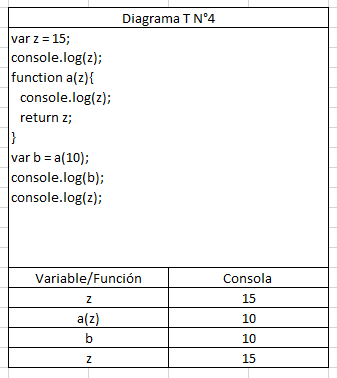 Diagrama T N°4
var z = 15;
console.log(z);
function a(z){
console.log(z);
return z;
}
var b = a(10);
console.log(b);
console.log(z);
Variable/Función Consola
z 15
a(z) 10
b 10
z 15